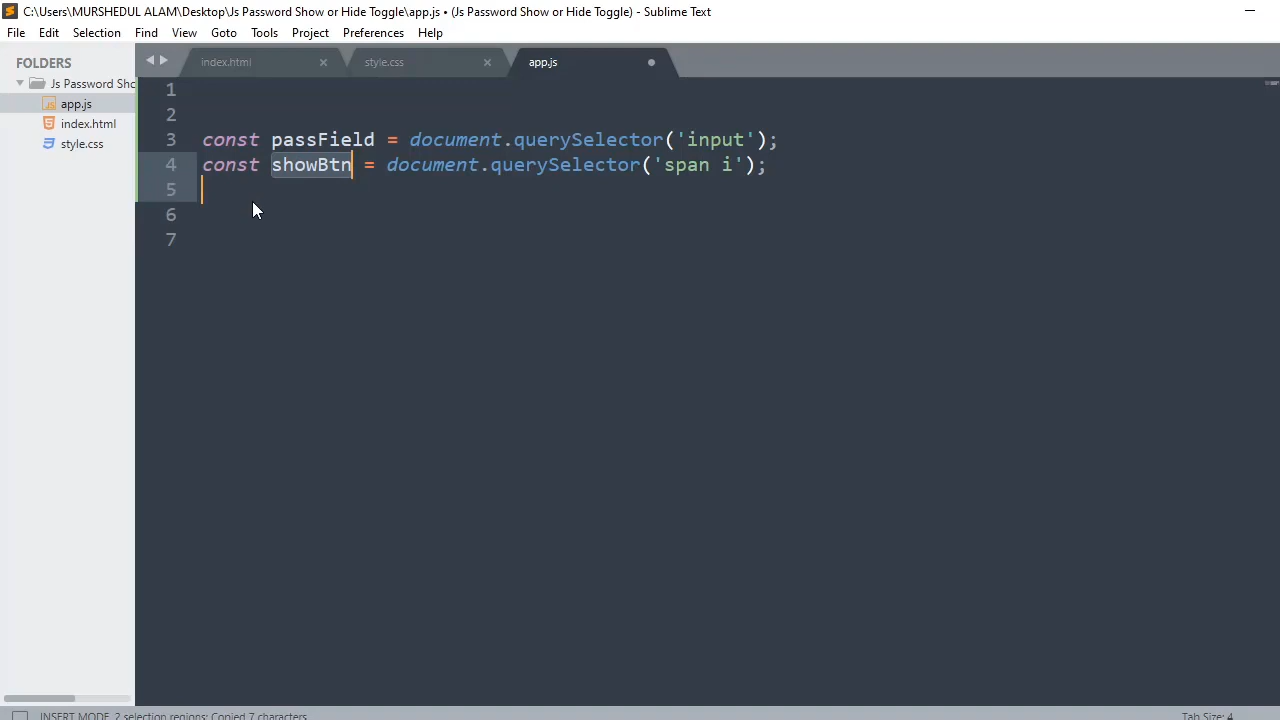 C:\Users\MURSHEDUL ALAM\Desktop\Js Password Show or Hide Toggle\app.js • (Js Password Show or Hide Toggle) - Sublime Text
File Edit Selection Find View Goto Tools Project Preferences Help
FOLDERS
Js Password Sho
app.js
index.html
style.css
index.html style.css app.js
1
2
3 const passField = document.querySelector('input');
4 const showBtn = document.querySelector('span i');
5
6
7
INSERT MODE, 2 selection regions; Copied 7 characters Tab Size: 4